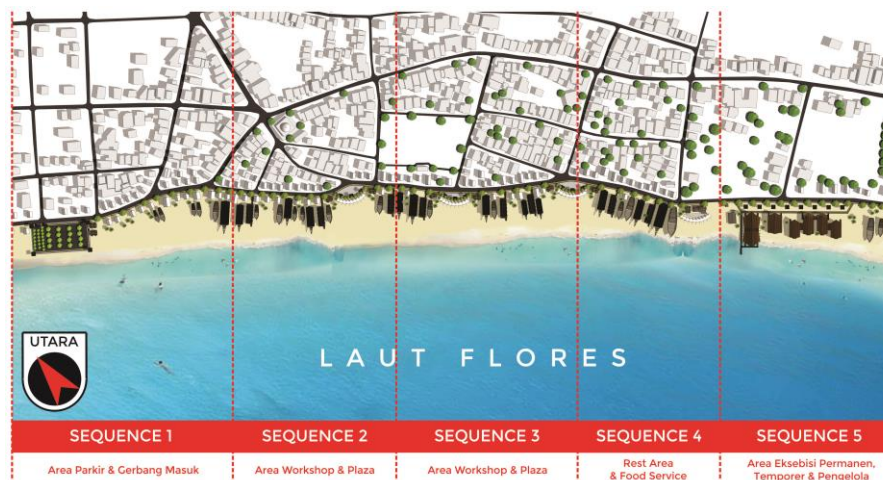 UTARA
LAUT FLORES
SEQUENCE 1
SEQUENCE 2
SEQUENCE 3
SEQUENCE 4
SEQUENCE 5
Area Parkir & Gerbang Masuk
Area Workshop & Plaza
Area Workshop & Plaza
Rest Area
& Food Service
Area Eksebisi Permanen,
Temporer & Pengelola